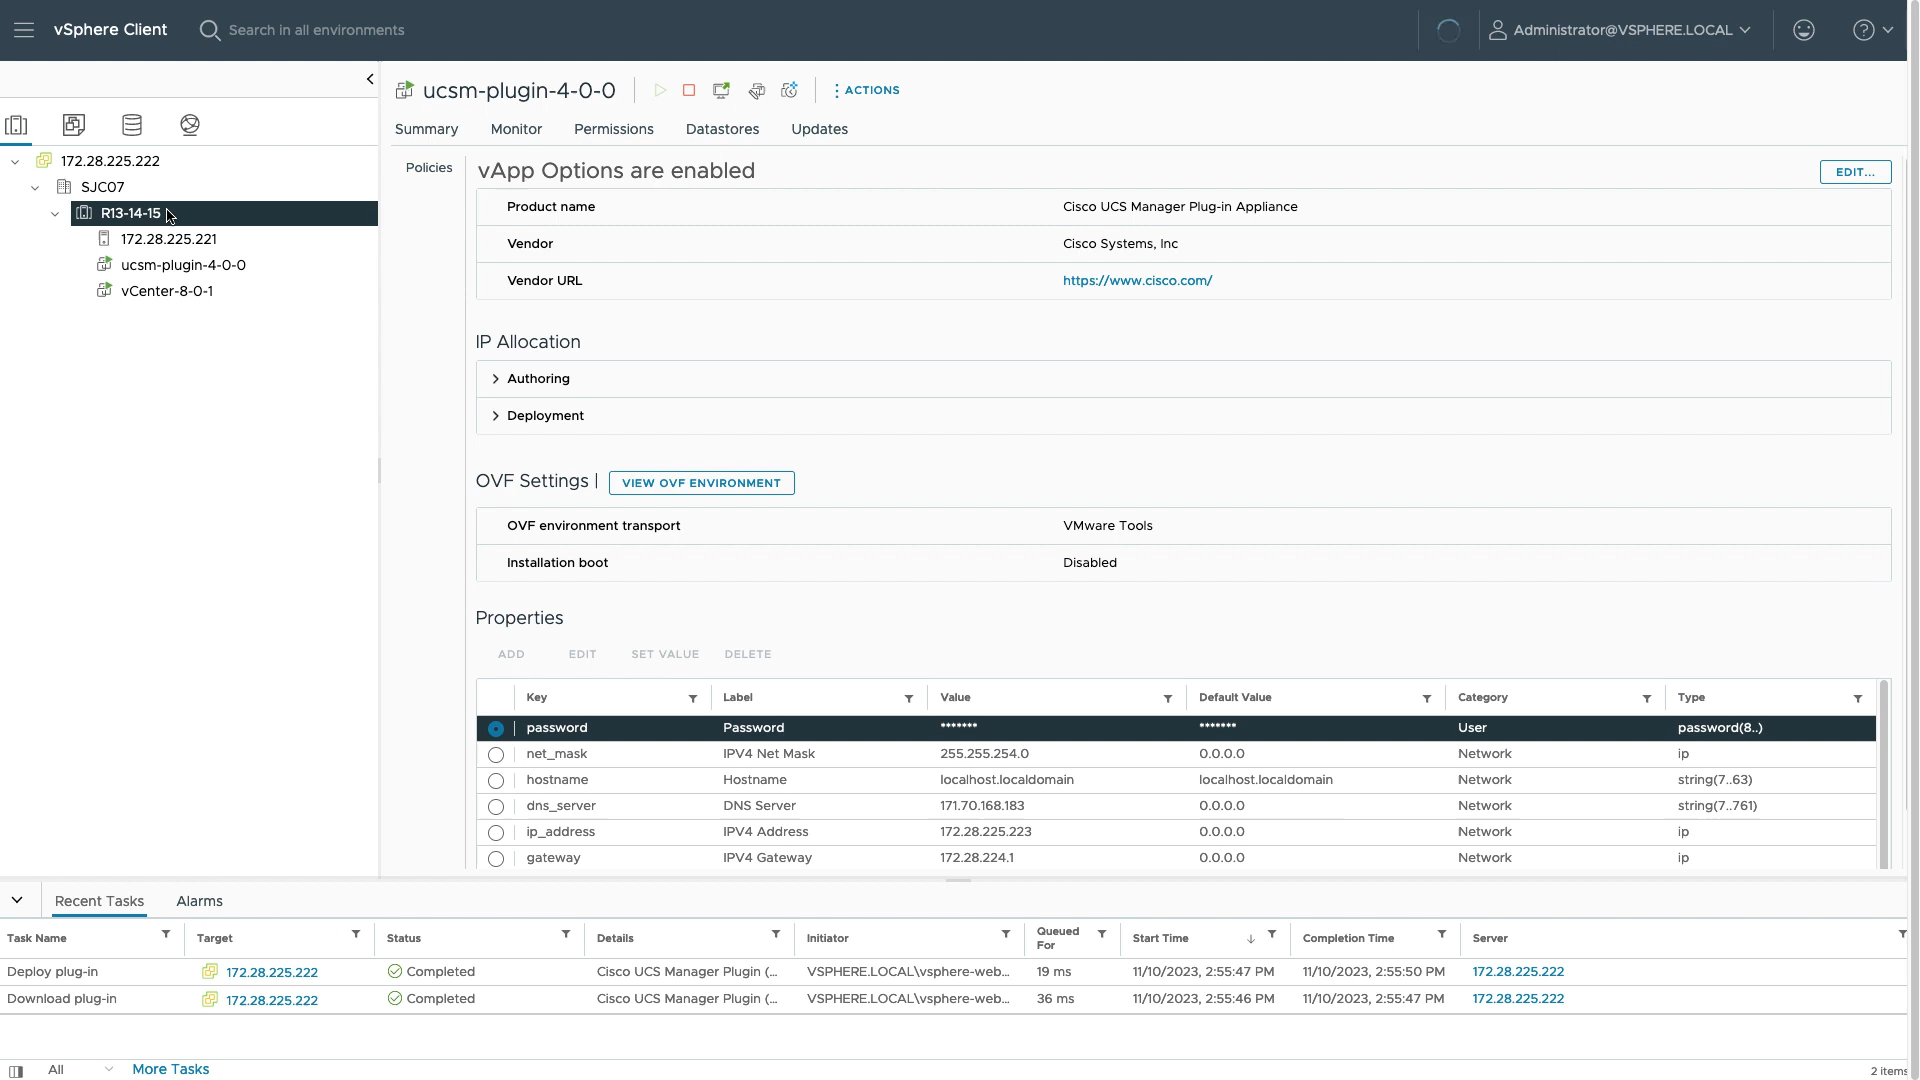 vSphere Client
Search in all environments
Administrator@VSPHERE.LOCAL
ucsm-plugin-4-0-0
ACTIONS
Summary Monitor Permissions Datastores Updates
172.28.225.222
SJC07
R13-14-15
172.28.225.221
ucsm-plugin-4-0-0
vCenter-8-0-1
Policies
vApp Options are enabled
EDIT...
Product name Cisco UCS Manager Plug-in Appliance
Vendor Cisco Systems, Inc
Vendor URL https://www.cisco.com/
IP Allocation
Authoring
Deployment
OVF Settings | VIEW OVF ENVIRONMENT
OVF environment transport VMware Tools
Installation boot Disabled
Properties
ADD EDIT SET VALUE DELETE
Key Label Value Default Value Category Type
password Password ******* ******* User password(8..)
net_mask IPV4 Net Mask 255.255.254.0 0.0.0.0 Network ip
hostname Hostname localhost.localdomain localhost.localdomain Network string(7..63)
dns_server DNS Server 171.70.168.183 0.0.0.0 Network string(7..761)
ip_address IPV4 Address 172.28.225.223 0.0.0.0 Network ip
gateway IPV4 Gateway 172.28.224.1 0.0.0.0 Network ip
Recent Tasks Alarms
Task Name Target Status Details Initiator Queued For Start Time Completion Time Server
Deploy plug-in 172.28.225.222 Completed Cisco UCS Manager Plugin (... VSPHERE.LOCAL\vsphere-web... 19 ms 11/10/2023, 2:55:47 PM 11/10/2023, 2:55:50 PM 172.28.225.222
Download plug-in 172.28.225.222 Completed Cisco UCS Manager Plugin (... VSPHERE.LOCAL\vsphere-web... 36 ms 11/10/2023, 2:55:46 PM 11/10/2023, 2:55:47 PM 172.28.225.222
All More Tasks
2 items